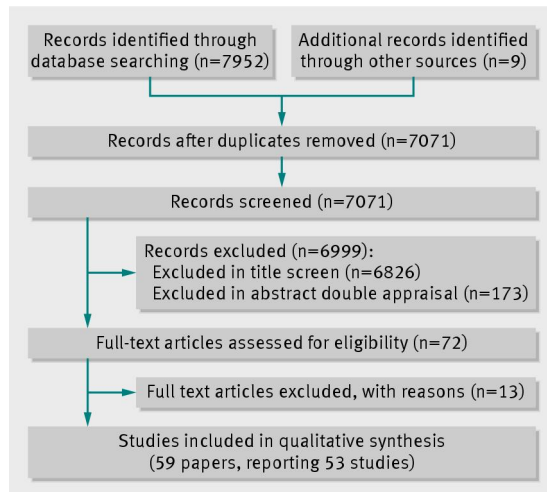 Records identified through
database searching (n=7952)
Additional records identified
through other sources (n=9)
Records after duplicates removed (n=7071)
Records screened (n=7071)
Records excluded (n=6999):
Excluded in title screen (n=6826)
Excluded in abstract double appraisal (n=173)
Full-text articles assessed for eligibility (n=72)
Full text articles excluded, with reasons (n=13)
Studies included in qualitative synthesis
(59 papers, reporting 53 studies)